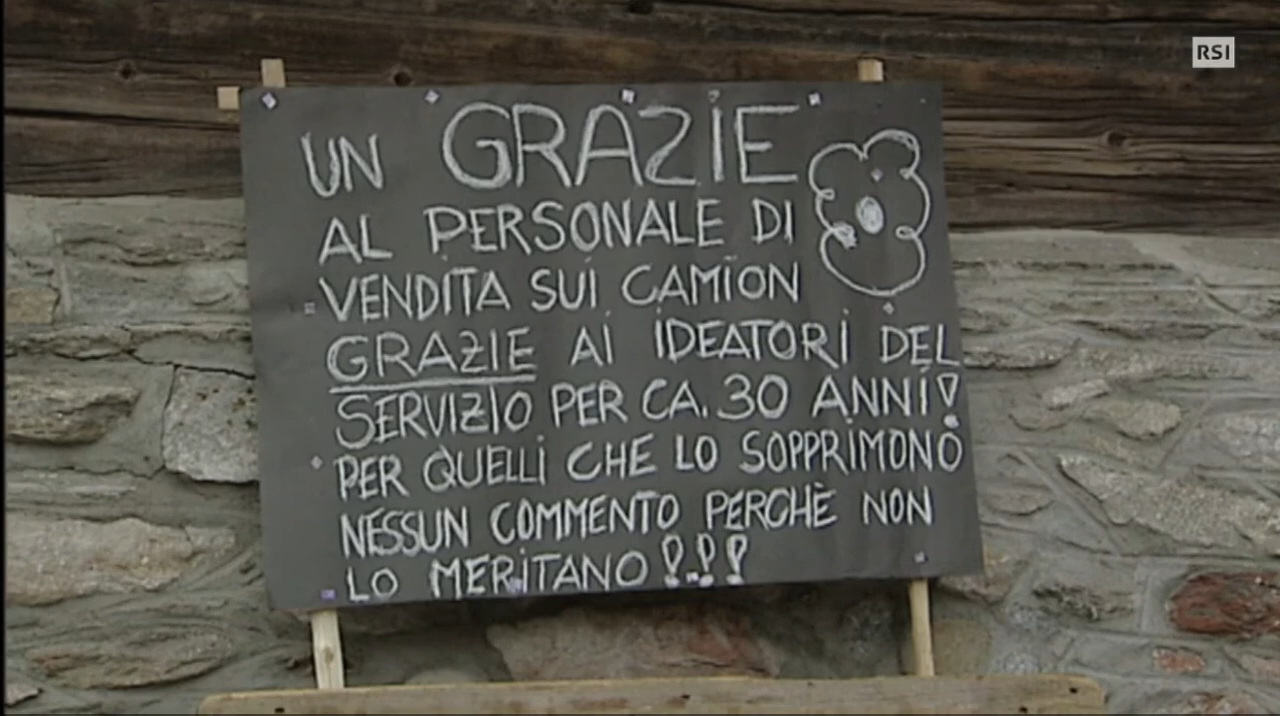 RSI
UN GRAZIE
AL PERSONALE DI
VENDITA SUI CAMION
GRAZIE AI IDEATORI DEL
SERVIZIO PER CA. 30 ANNI!
PER QUELLI CHE LO SOPPRIMONO
NESSUN COMMENTO PERCHÈ NON
LO MERITANO!!!